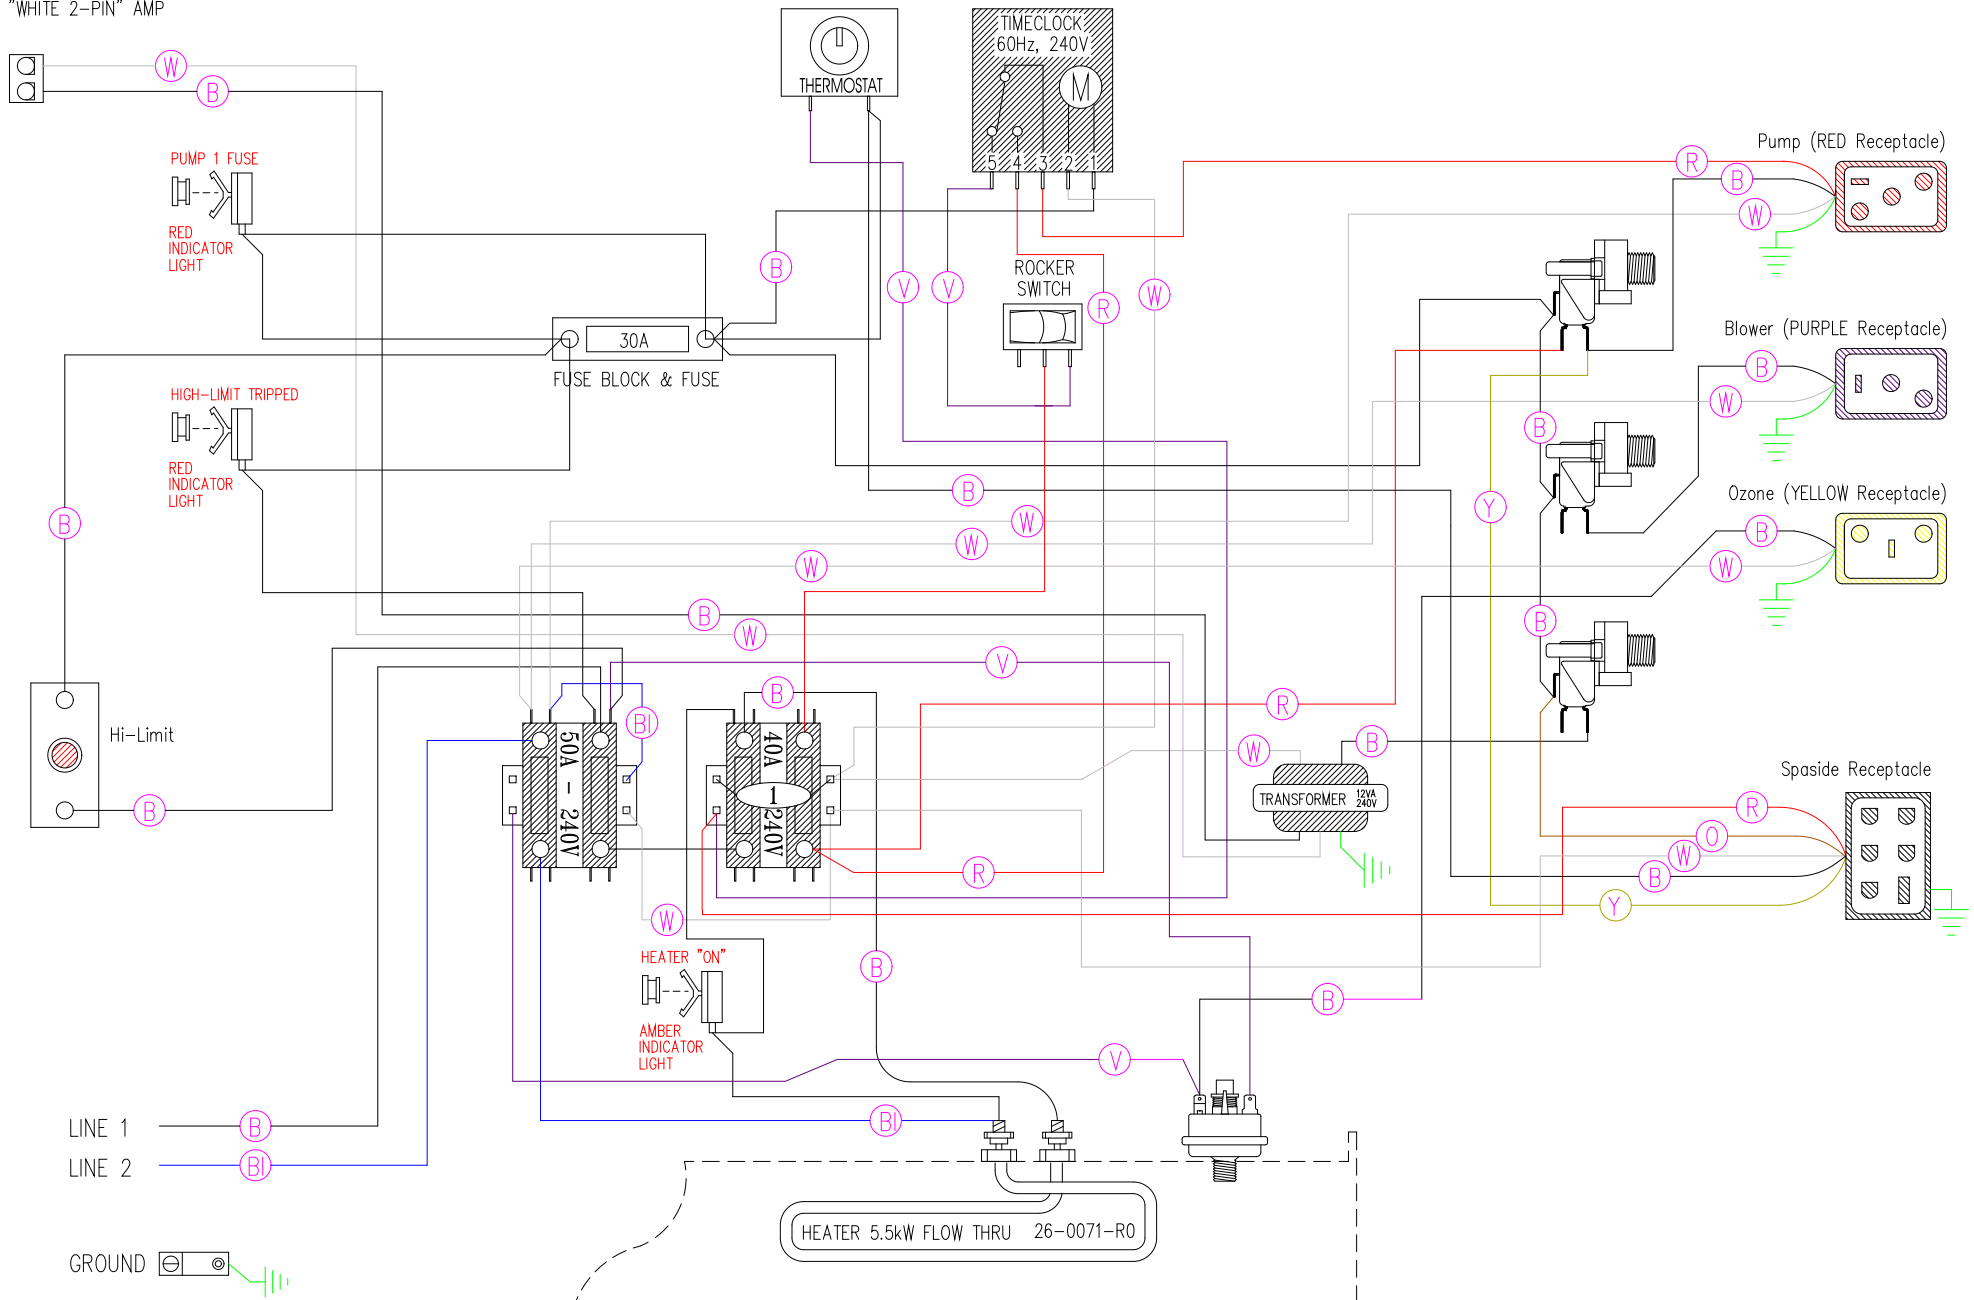 "WHITE 2-PIN" AMP
W
B
THERMOSTAT
TIMECLOCK
60Hz, 240V
M
5 4 3 2 1
PUMP 1 FUSE
RED
INDICATOR
LIGHT
Pump (RED Receptacle)
R
B
W
B
V
V
W
R
ROCKER
SWITCH
30A
FUSE BLOCK & FUSE
Blower (PURPLE Receptacle)
B
W
B
HIGH-LIMIT TRIPPED
RED
INDICATOR
LIGHT
B
B
Y
W
W
W
Ozone (YELLOW Receptacle)
B
W
B
W
B
V
B
BI
R
Hi-Limit
B
50A - 240V
40A 240V
1
W
B
TRANSFORMER
12VA
240V
Spaside Receptacle
R
O
W
B
Y
R
W
B
B
HEATER "ON"
AMBER
INDICATOR
LIGHT
V
BI
LINE 1
B
LINE 2
BI
HEATER 5.5kW FLOW THRU 26-0071-R0
GROUND